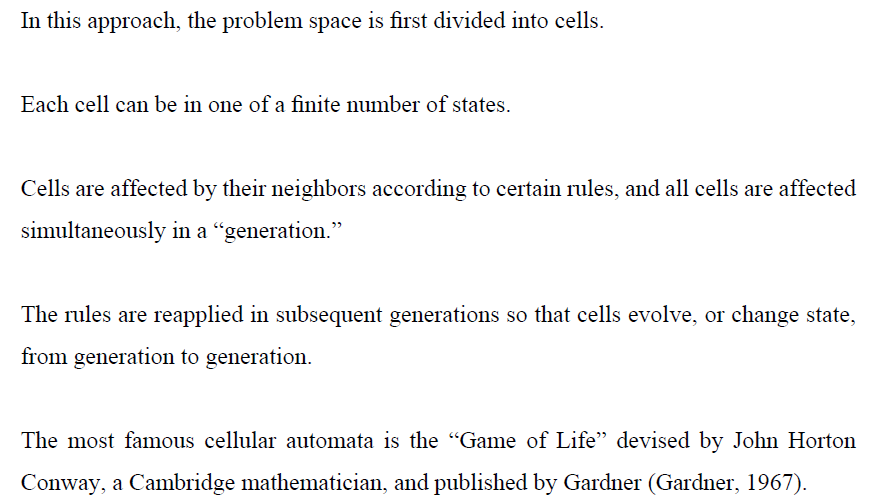 In this approach, the problem space is first divided into cells.
Each cell can be in one of a finite number of states.
Cells are affected by their neighbors according to certain rules, and all cells are affected
simultaneously in a “generation.”
The rules are reapplied in subsequent generations so that cells evolve, or change state,
from generation to generation.
The most famous cellular automata is the “Game of Life” devised by John Horton
Conway, a Cambridge mathematician, and published by Gardner (Gardner, 1967).